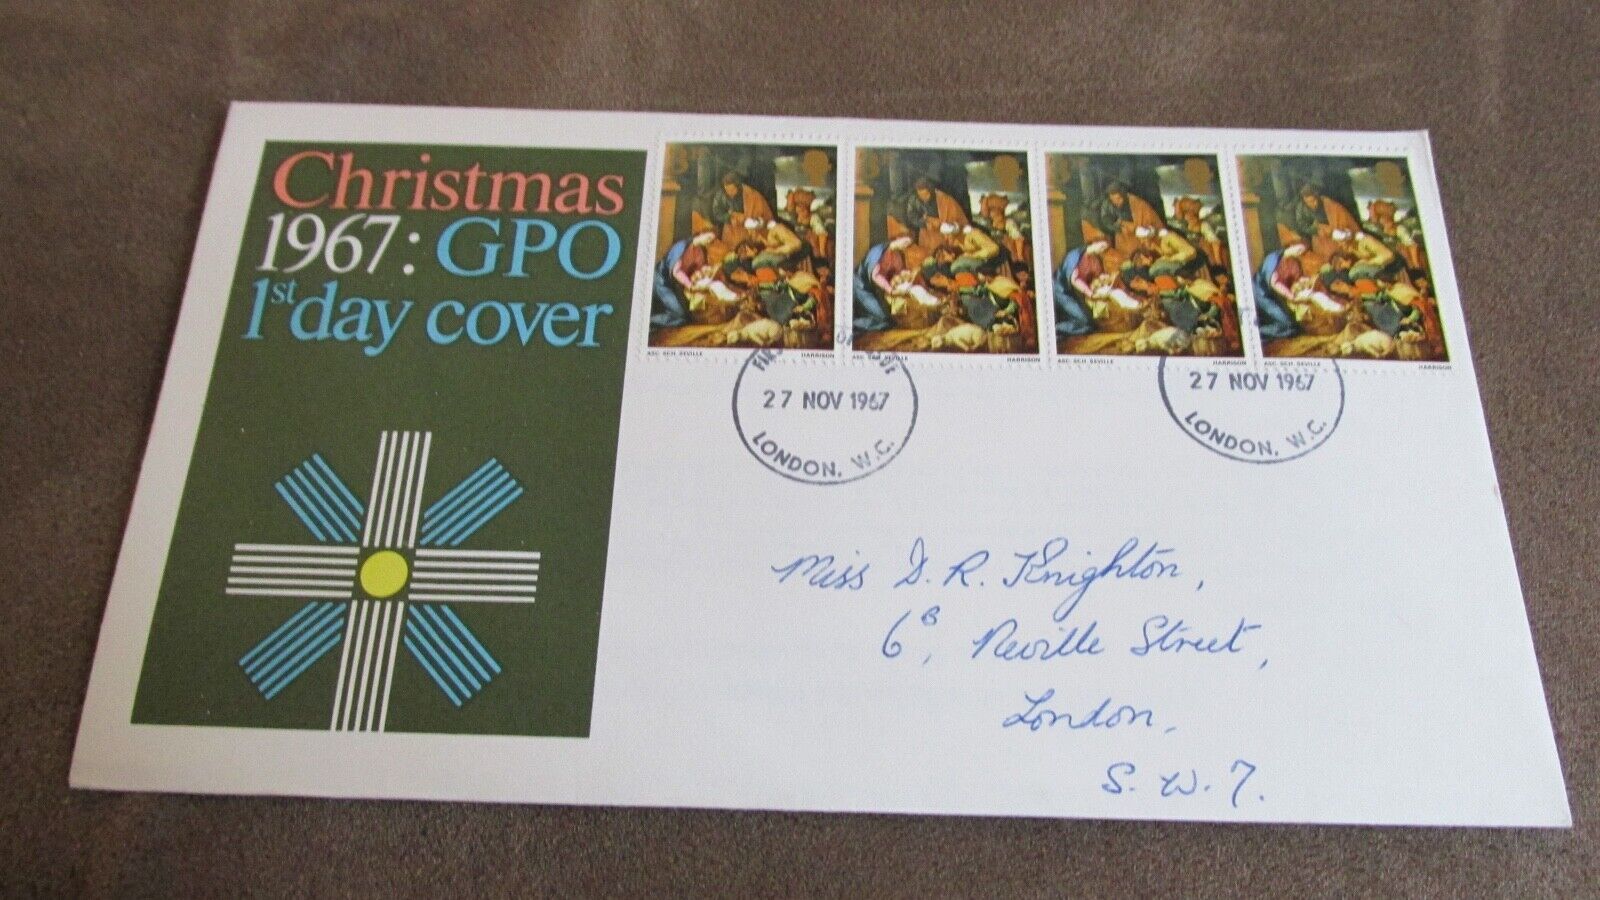 Christmas
1967: GPO
1st day cover
ASC. SCH. SEVILLE HARRISON
ASC. SCH. SEVILLE HARRISON
ASC. SCH. SEVILLE HARRISON
ASC. SCH. SEVILLE HARRISON
27 NOV 1967
LONDON. W.C.
27 NOV 1967
LONDON. W.C.
Miss D. R. Knighton,
6B, Neville Street,
London,
S. W. 7.